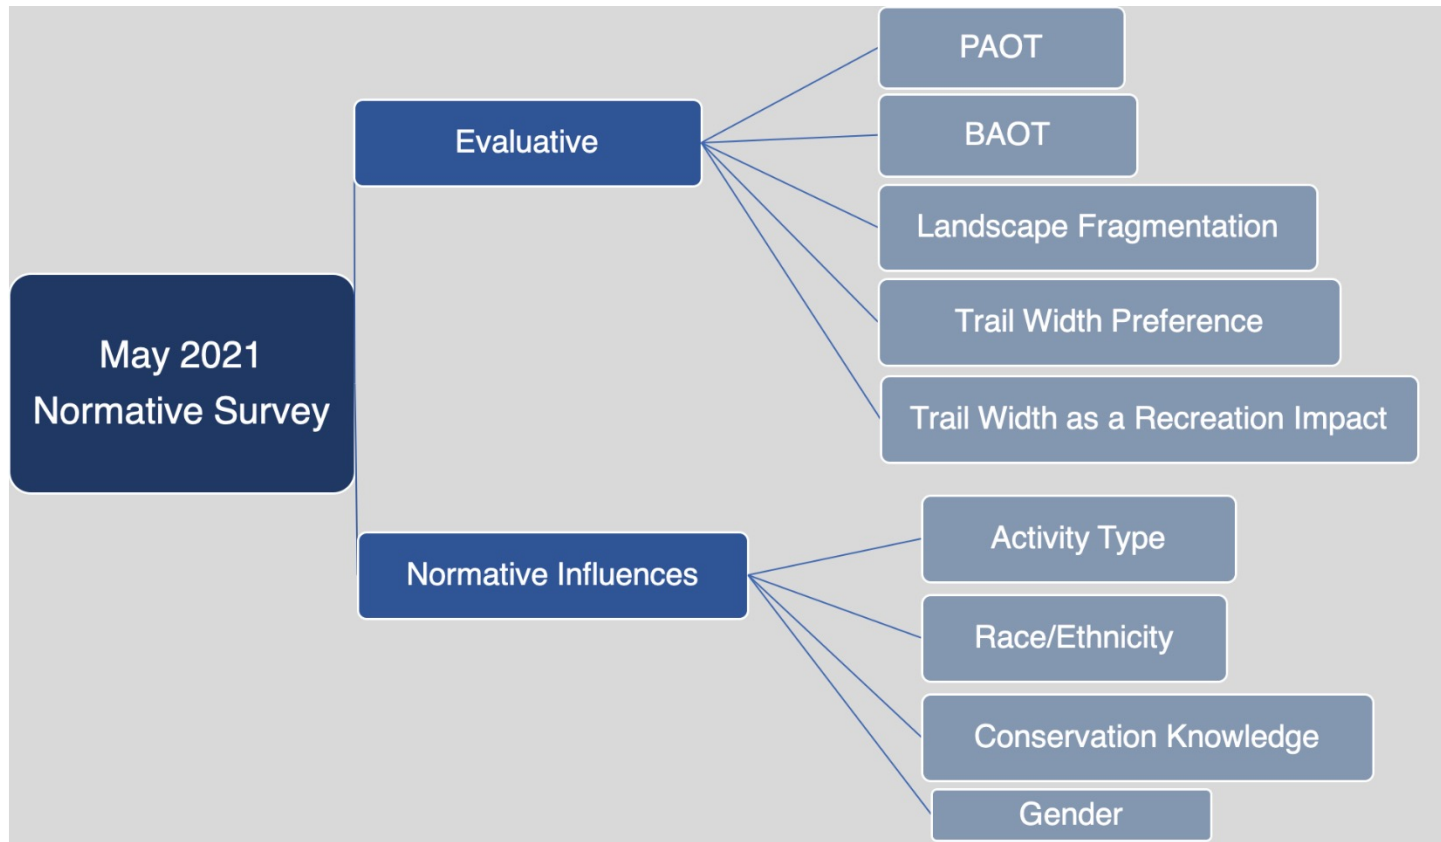 May 2021
Normative Survey
Evaluative
PAOT
BAOT
Landscape Fragmentation
Trail Width Preference
Trail Width as a Recreation Impact
Normative Influences
Activity Type
Race/Ethnicity
Conservation Knowledge
Gender